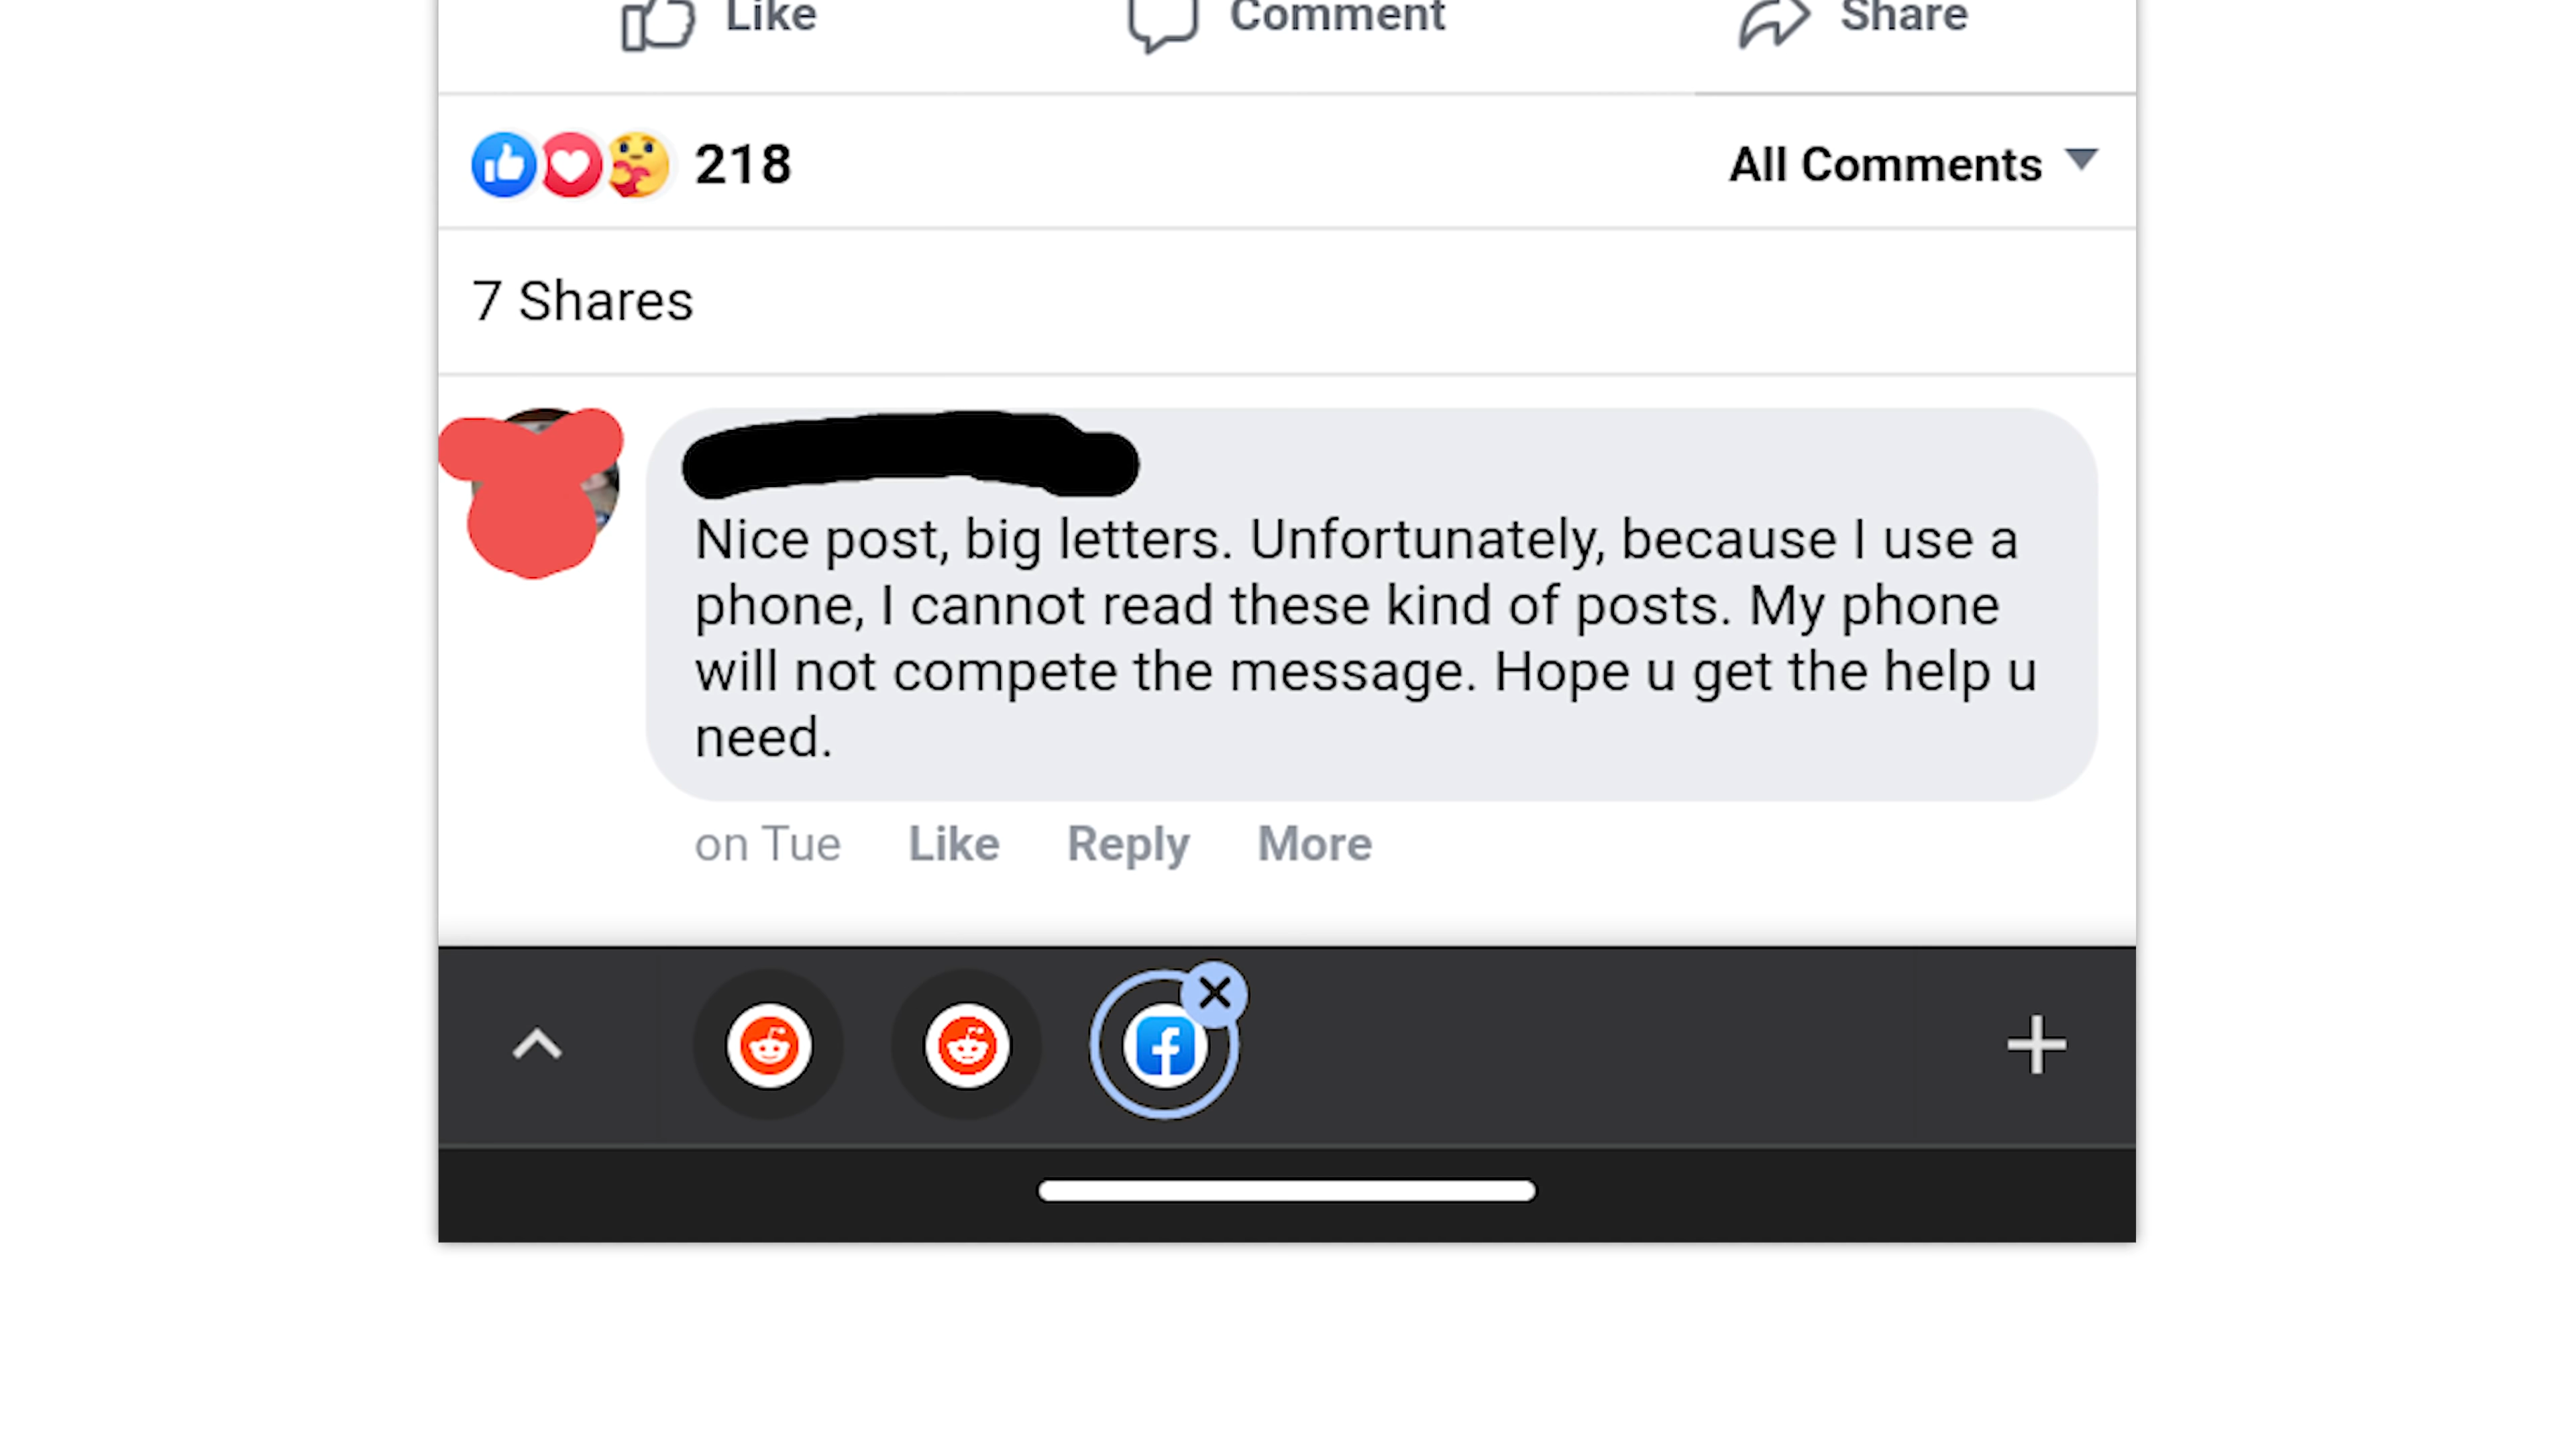 Like Comment Share
218 All Comments
7 Shares
Nice post, big letters. Unfortunately, because I use a
phone, I cannot read these kind of posts. My phone
will not compete the message. Hope u get the help u
need.
on Tue Like Reply More